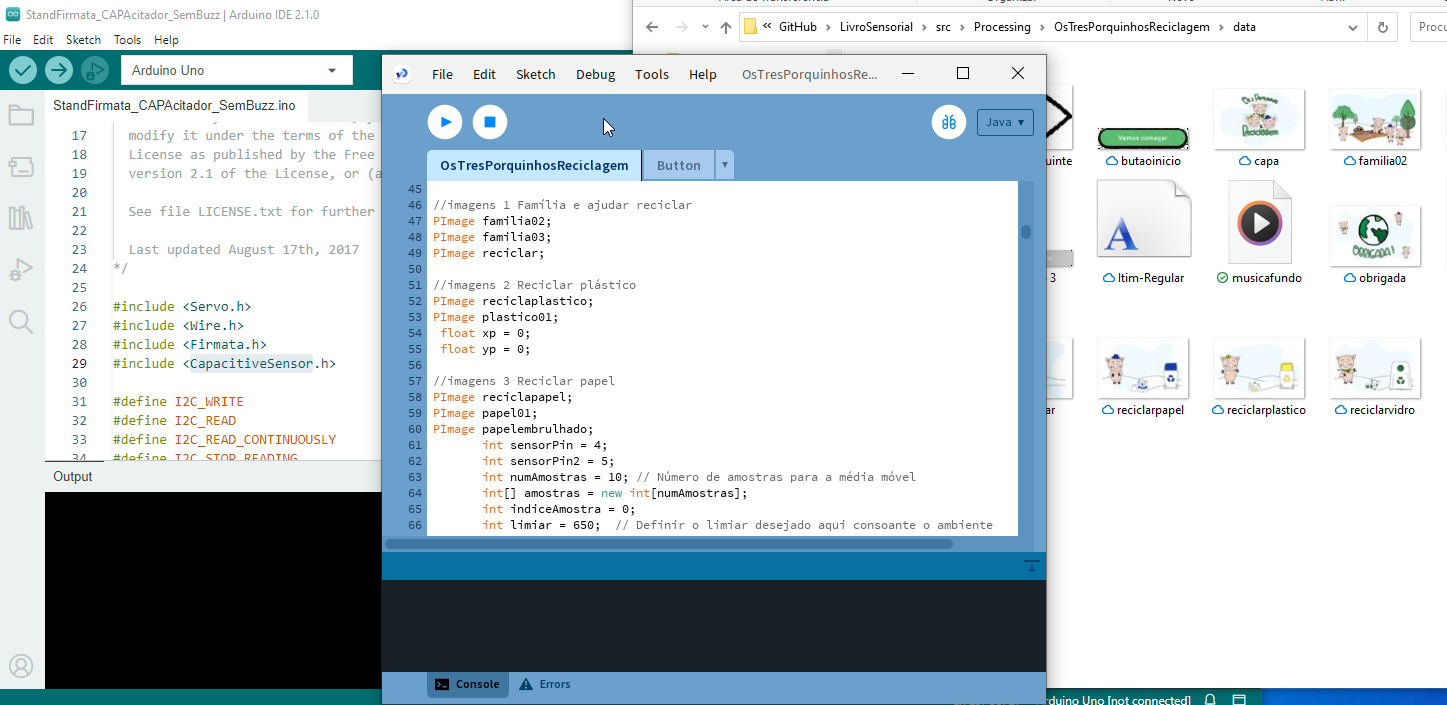 StandFirmata_CAPAcitador_SemBuzz | Arduino IDE 2.1.0
File Edit Sketch Tools Help
Arduino Uno
StandFirmata_CAPAcitador_SemBuzz.ino
17 modify it under the terms of the
18 License as published by the Free
19 version 2.1 of the License, or (a
20
21 See file LICENSE.txt for further
22
23 Last updated August 17th, 2017
24 */
25
26 #include <Servo.h>
27 #include <Wire.h>
28 #include <Firmata.h>
29 #include <CapacitiveSensor.h>
30
31 #define I2C_WRITE
32 #define I2C_READ
33 #define I2C_READ_CONTINUOUSLY
34 #define I2C_STOP_READING
Output
File Edit Sketch Debug Tools Help OsTresPorquinhosRe...
Java
OsTresPorquinhosReciclagem Button
45
46 //imagens 1 Família e ajudar reciclar
47 PImage familia02;
48 PImage familia03;
49 PImage reciclar;
50
51 //imagens 2 Reciclar plástico
52 PImage reciclaplastico;
53 PImage plastico01;
54 float xp = 0;
55 float yp = 0;
56
57 //imagens 3 Reciclar papel
58 PImage reciclapapel;
59 PImage papel01;
60 PImage papelembrulhado;
61 int sensorPin = 4;
62 int sensorPin2 = 5;
63 int numAmostras = 10; // Número de amostras para a média móvel
64 int[] amostras = new int[numAmostras];
65 int indiceAmostra = 0;
66 int limiar = 650; // Definir o limiar desejado aqui consoante o ambiente
Console Errors
« GitHub › LivroSensorial › src › Processing › OsTresPorquinhosReciclagem › data
Procu
Vamos começar
Reciclagem
uinte butaoinicio capa familia02
OBRIGADA!
3 Itim-Regular musicafundo obrigada
ar reciclarpapel reciclarplastico reciclarvidro
rduino Uno [not connected]